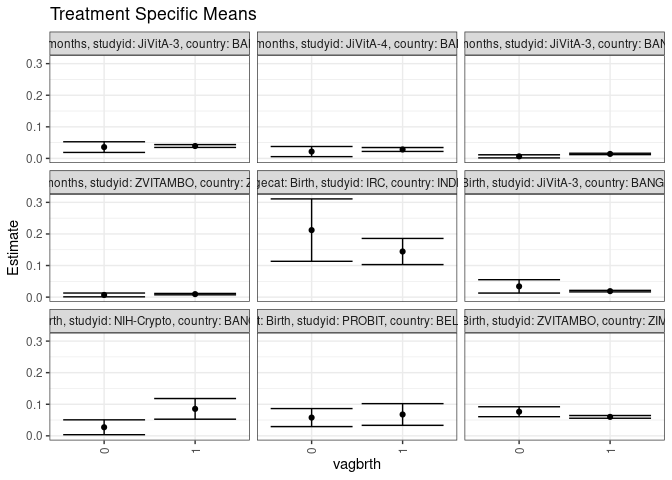 Treatment Specific Means
months, studyid: JiVitA-3, country: BAI
months, studyid: JiVitA-4, country: BAI
months, studyid: JiVitA-3, country: BAN
0.3
0.2
0.1
0.0
months, studyid: ZVITAMBO, country: Z
gecat: Birth, studyid: IRC, country: INDI
Birth, studyid: JiVitA-3, country: BANG
0.3
0.2
0.1
0.0
Estimate
rth, studyid: NIH-Crypto, country: BANG
t: Birth, studyid: PROBIT, country: BEL
Birth, studyid: ZVITAMBO, country: ZIM
0.3
0.2
0.1
0.0
0 1 0 1 0 1
vagbrth